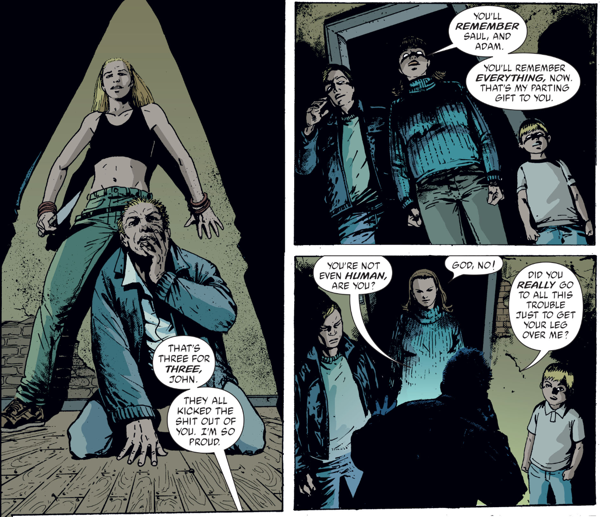 THAT'S
THREE FOR
THREE,
JOHN.
THEY ALL
KICKED THE
SHIT OUT OF
YOU. I'M SO
PROUD.
YOU'LL
REMEMBER
SAUL, AND
ADAM.
YOU'LL REMEMBER
EVERYTHING, NOW.
THAT'S MY PARTING
GIFT TO YOU.
YOU'RE NOT
EVEN HUMAN,
ARE YOU?
GOD, NO!
DID YOU
REALLY GO
TO ALL THIS
TROUBLE
JUST TO GET
YOUR LEG
OVER ME?